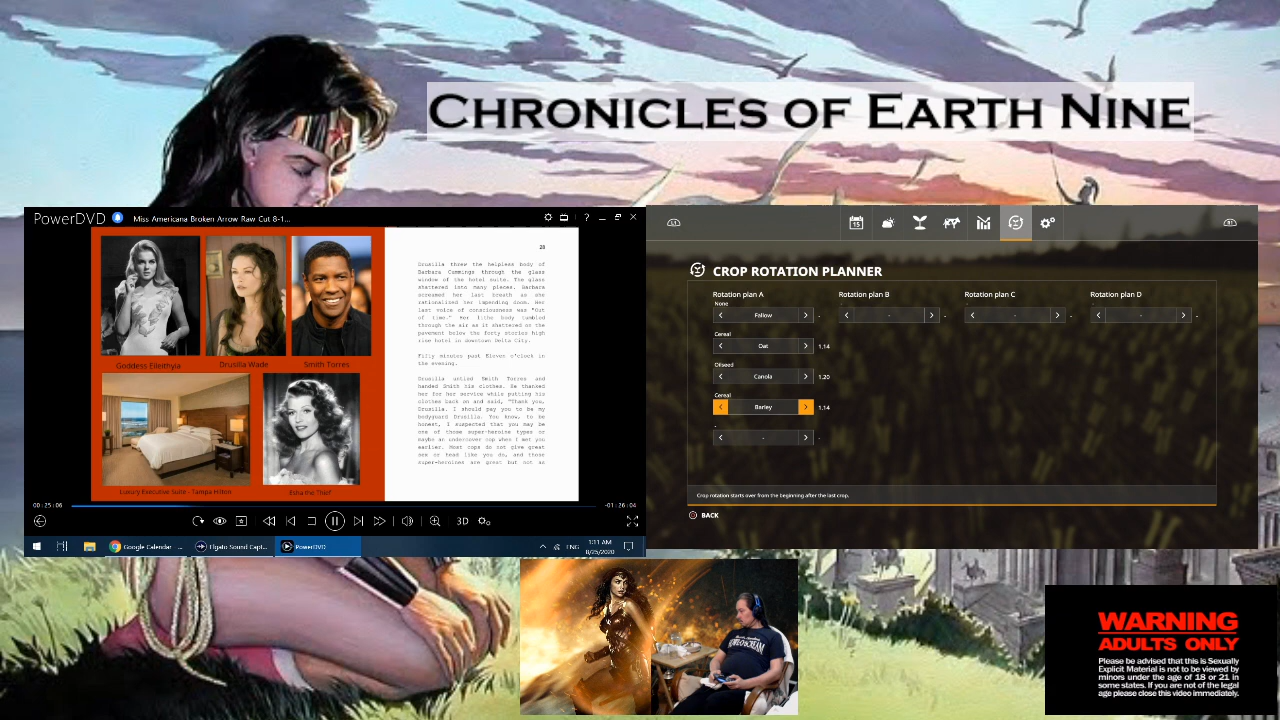 CHRONICLES OF EARTH NINE
PowerDVD
Miss Americana Broken Arrow Raw Cut 8-1...
Goddess Eileithyia
Drusilla Wade
Smith Torres
Luxury Executive Suite - Tampa Hilton
Esha the Thief
28
Drusilla threw the helpless body of
Barbara Cummings through the glass
window of the hotel suite. The glass
shattered into many pieces. Barbara
screamed her last breath as she
rationalized her impending doom. Her
last voice of consciousness was "Out
of time." Her lithe body tumbled
through the air as it shattered on the
pavement below the forty stories high
rise hotel in downtown Delta City.
Fifty minutes past Eleven o'clock in
the evening.
Drusilla untied Smith Torres and
handed Smith his clothes. He thanked
her for her service while putting his
clothes back on and said, "Thank you,
Drusilla. I should pay you to be my
bodyguard Drusilla. You know, to be
honest, I suspected that you may be
one of those super-heroine types or
maybe an undercover cop when I met you
earlier. Most cops do not give great
sex or head like you do, and those
super-heroines are great but not as
00:25:06
-01:26:04
3D
Google Calendar ...
Elgato Sound Capt...
PowerDVD
ENG
1:11 AM
8/25/2020
L1
R1
15
CROP ROTATION PLANNER
Rotation plan A
Rotation plan B
Rotation plan C
Rotation plan D
None
Fallow
-
Cereal
Oat
1.14
Oilseed
Canola
1.20
Cereal
Barley
1.14
Crop rotation starts over from the beginning after the last crop.
BACK
WARNING
ADULTS ONLY
Please be advised that this is Sexually
Explicit Material is not to be viewed by
minors under the age of 18 or 21 in
some states. If you are not of the legal
age please close this video immediately.